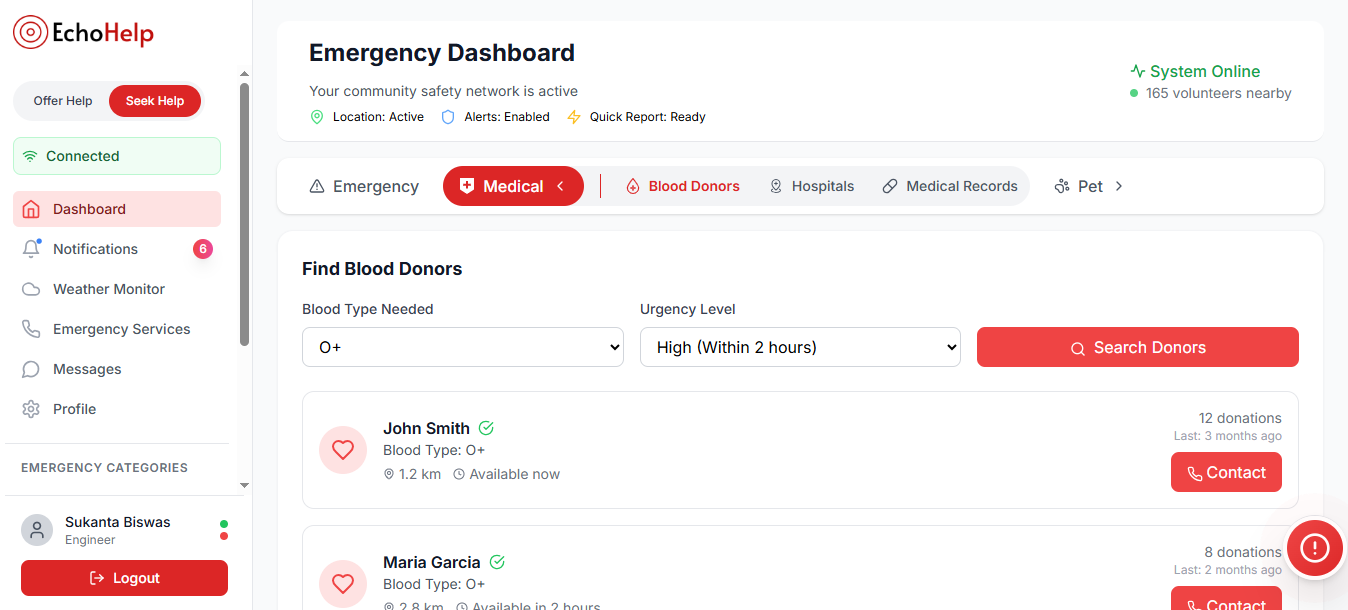 EchoHelp
Offer Help
Seek Help
Connected
Dashboard
Notifications
6
Weather Monitor
Emergency Services
Messages
Profile
EMERGENCY CATEGORIES
Sukanta Biswas
Engineer
Logout
Emergency Dashboard
Your community safety network is active
Location: Active
Alerts: Enabled
Quick Report: Ready
System Online
165 volunteers nearby
Emergency
Medical
Blood Donors
Hospitals
Medical Records
Pet
Find Blood Donors
Blood Type Needed
O+
Urgency Level
High (Within 2 hours)
Search Donors
John Smith
Blood Type: O+
1.2 km
Available now
12 donations
Last: 3 months ago
Contact
Maria Garcia
Blood Type: O+
2.8 km
Available in 2 hours
8 donations
Last: 2 months ago
Contact